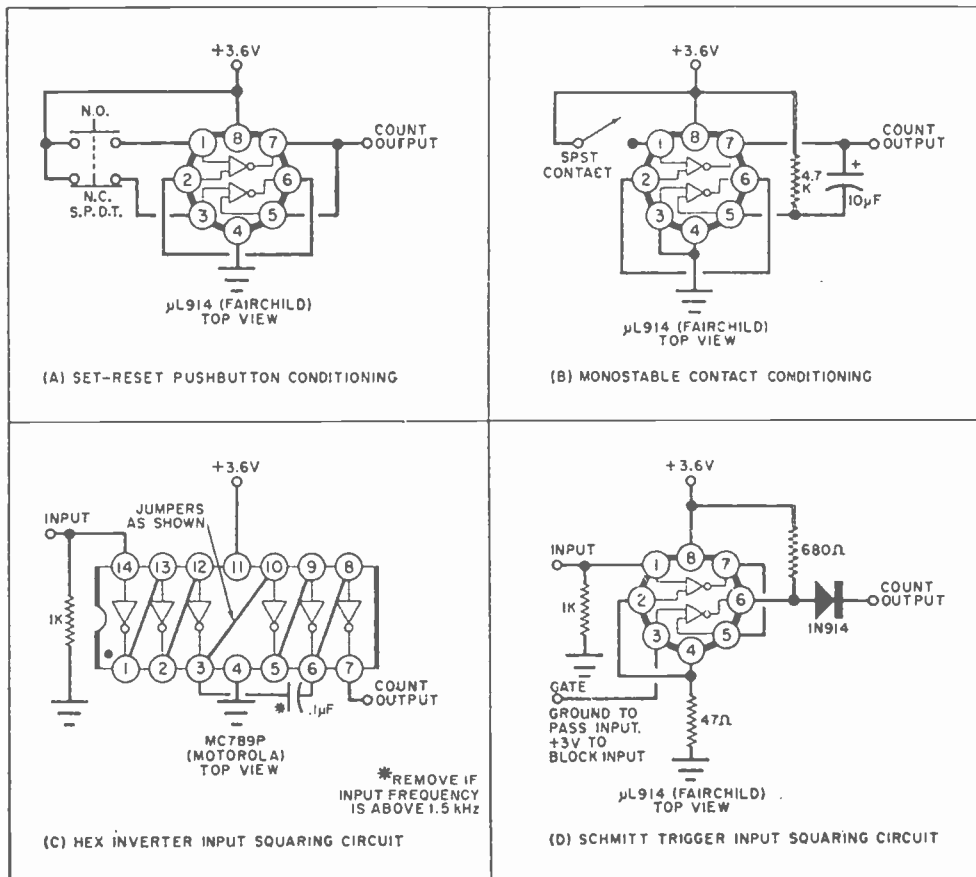 +3.6V
N.O.
1
8
7
COUNT
OUTPUT
2
6
N.C.
S.P.D.T.
3
5
4
µL914 (FAIRCHILD)
TOP VIEW
(A) SET-RESET PUSHBUTTON CONDITIONING
+3.6V
SPST
CONTACT
1
8
7
COUNT
OUTPUT
+
4.7
K
10µF
2
6
3
5
4
µL914 (FAIRCHILD)
TOP VIEW
(B) MONOSTABLE CONTACT CONDITIONING
+3.6V
JUMPERS
AS SHOWN
INPUT
14 13 12 11 10 9 8
1K
1 2 3 4 5 6 7
* .1µF
COUNT
OUTPUT
MC789P
(MOTOROLA)
TOP VIEW
*REMOVE IF
INPUT FREQUENCY
IS ABOVE 1.5 kHz
(C) HEX INVERTER INPUT SQUARING CIRCUIT
+3.6V
INPUT
1
8
7
680Ω
1K
2
6
COUNT
OUTPUT
1N914
3
5
4
GATE
GROUND TO
PASS INPUT.
+3V TO
BLOCK INPUT
47Ω
µL914 (FAIRCHILD)
TOP VIEW
(D) SCHMITT TRIGGER INPUT SQUARING CIRCUIT